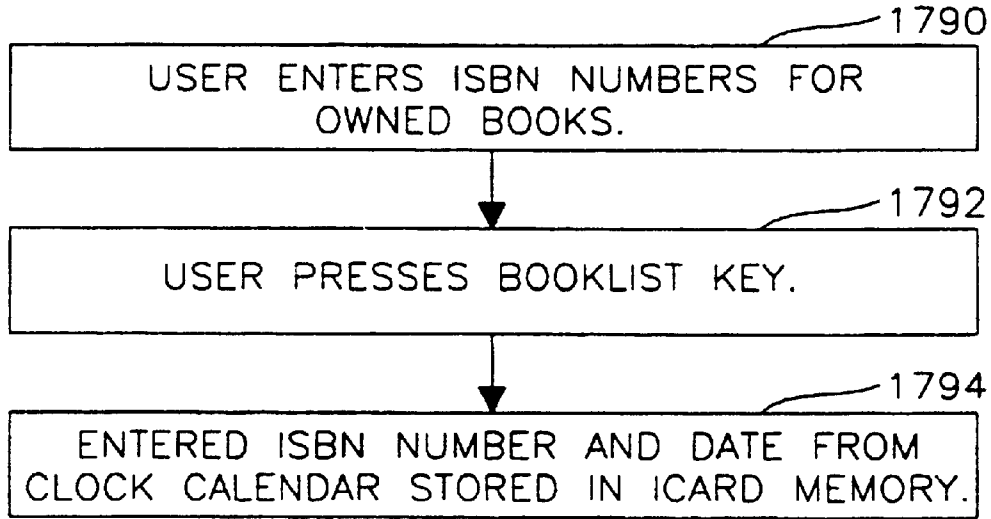 1790
USER ENTERS ISBN NUMBERS FOR
OWNED BOOKS.
1792
USER PRESSES BOOKLIST KEY.
1794
ENTERED ISBN NUMBER AND DATE FROM
CLOCK CALENDAR STORED IN ICARD MEMORY.